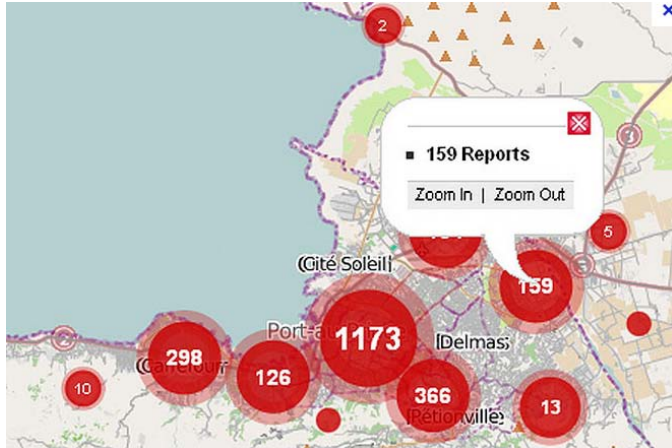 2
159 Reports
Zoom In | Zoom Out
5
(Cité Soleil)
159
Port-au
1173
Delmas
298
(Carrefour
126
366
10
13
Pétionville